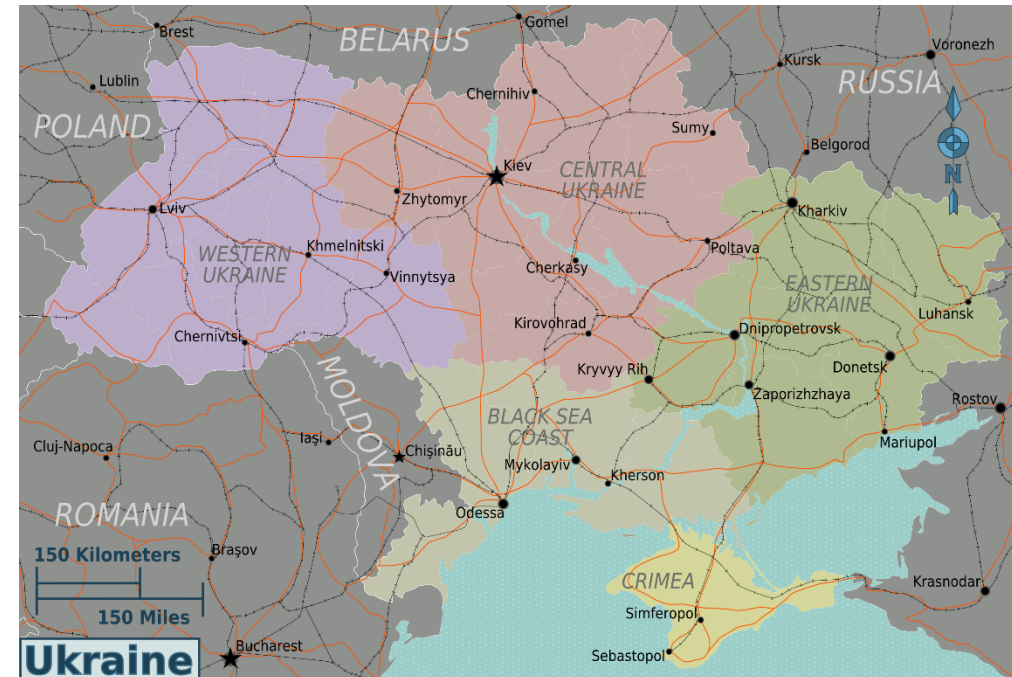 Gomel
Brest
BELARUS
Voronezh
Kursk
RUSSIA
Lublin
Chernihiv
POLAND
Sumy
Belgorod
Kiev
CENTRAL
UKRAINE
N
Zhytomyr
Lviv
Kharkiv
WESTERN
UKRAINE
Khmelnitski
Poltava
Cherkasy
Vinnytsya
EASTERN
UKRAINE
Luhansk
Kirovohrad
Dnipropetrovsk
Chernivtsi
MOLDOVA
Kryvyy Rih
Donetsk
Zaporizhzhaya
Rostov
BLACK SEA
COAST
Iaşi
Cluj-Napoca
Chişinău
Mariupol
Mykolayiv
Kherson
Odessa
ROMANIA
150 Kilometers
Braşov
CRIMEA
Krasnodar
150 Miles
Simferopol
Bucharest
Sebastopol
Ukraine